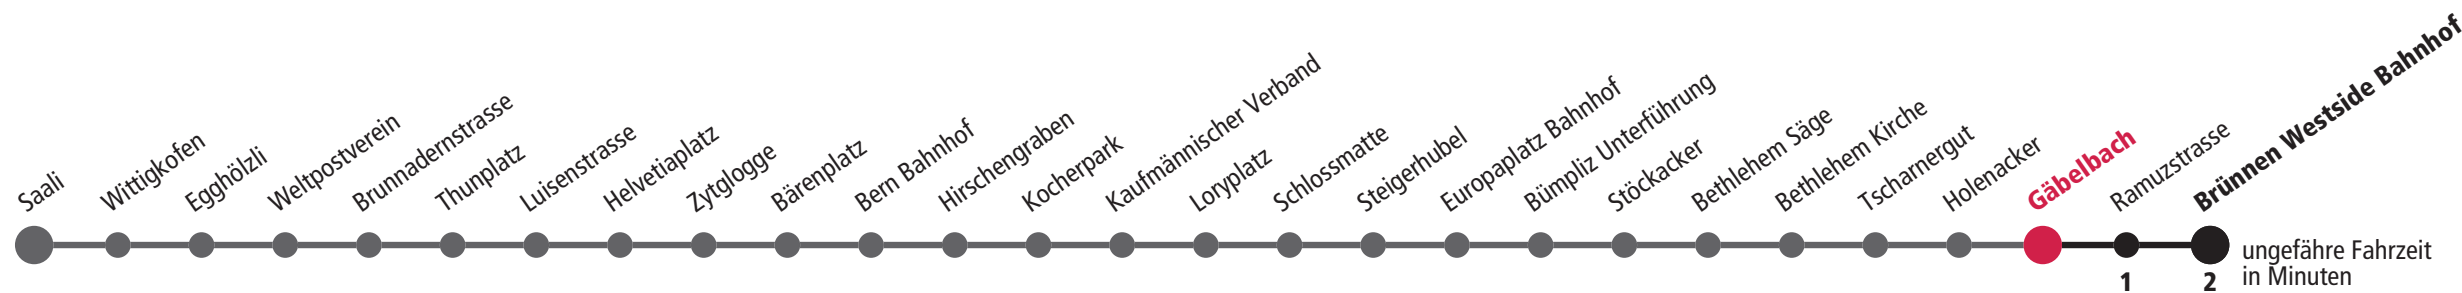 Saali
Wittigkofen
Egghölzli
Weltpostverein
Brunnadernstrasse
Thunplatz
Luisenstrasse
Helvetiaplatz
Zytglogge
Bärenplatz
Bern Bahnhof
Hirschengraben
Kocherpark
Kaufmännischer Verband
Loryplatz
Schlossmatte
Steigerhubel
Europaplatz Bahnhof
Bümpliz Unterführung
Stöckacker
Bethlehem Säge
Bethlehem Kirche
Tscharnergut
Holenacker
Gäbelbach
Ramuzstrasse
Brünnen Westside Bahnhof
1
2
ungefähre Fahrzeit
in Minuten